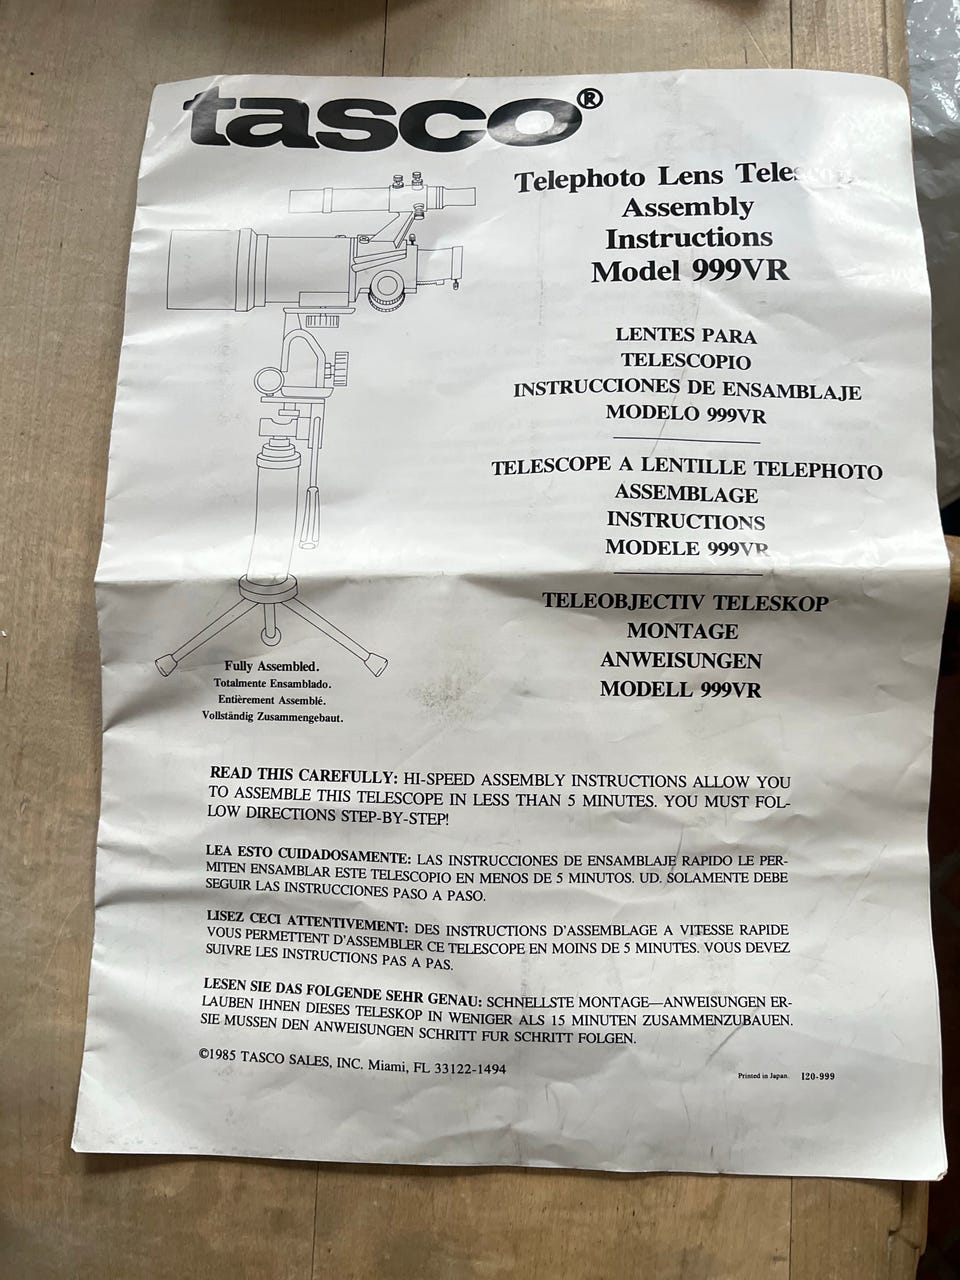 tasco®
Telephoto Lens
Assembly
Instructions
Model 999VR
LENTES PARA
TELESCOPIO
INSTRUCCIONES DE ENSAMBLAJE
MODELO 999VR
TELESCOPE A LENTILLE TELEPHOTO
ASSEMBLAGE
INSTRUCTIONS
MODELE 999VR
TELEOBJECTIV TELESKOP
MONTAGE
ANWEISUNGEN
MODELL 999VR
Fully Assembled.
Totalmente Ensamblado.
Entièrement Assemblé.
Vollständig Zusammengebaut.
READ THIS CAREFULLY: HI-SPEED ASSEMBLY INSTRUCTIONS ALLOW YOU
TO ASSEMBLE THIS TELESCOPE IN LESS THAN 5 MINUTES. YOU MUST FOL-
LOW DIRECTIONS STEP-BY-STEP!
LEA ESTO CUIDADOSAMENTE: LAS INSTRUCCIONES DE ENSAMBLAJE RAPIDO LE PER-
MITEN ENSAMBLAR ESTE TELESCOPIO EN MENOS DE 5 MINUTOS. UD. SOLAMENTE DEBE
SEGUIR LAS INSTRUCCIONES PASO A PASO.
LISEZ CECI ATTENTIVEMENT: DES INSTRUCTIONS D'ASSEMBLAGE A VITESSE RAPIDE
VOUS PERMETTENT D'ASSEMBLER CE TELESCOPE EN MOINS DE 5 MINUTES. VOUS DEVEZ
SUIVRE LES INSTRUCTIONS PAS A PAS.
LESEN SIE DAS FOLGENDE SEHR GENAU: SCHNELLSTE MONTAGE—ANWEISUNGEN ER-
LAUBEN IHNEN DIESES TELESKOP IN WENIGER ALS 15 MINUTEN ZUSAMMENZUBAUEN.
SIE MUSSEN DEN ANWEISUNGEN SCHRITT FUR SCHRITT FOLGEN.
©1985 TASCO SALES, INC. Miami, FL 33122-1494
Printed in Japan. I20-999